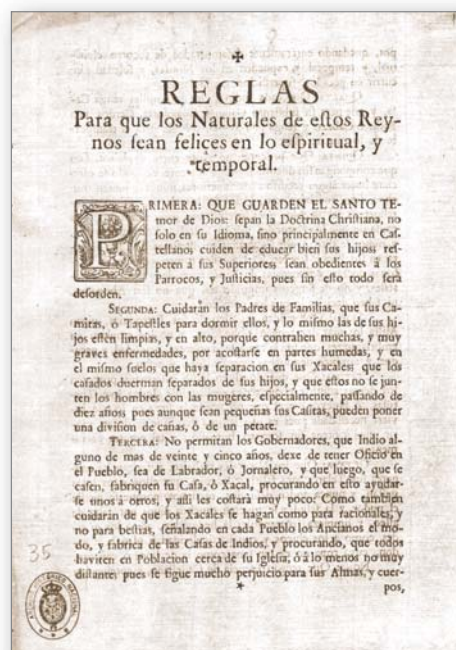 REGLAS
Para que los Naturales de eſtos Rey-
nos ſean felices en lo eſpiritual, y
temporal.
PRIMERA: QUE GUARDEN EL SANTO TE-
mor de Dios: ſepan la Doctrina Chriſtiana, no
ſolo en ſu Idioma, ſino principalmente en Caſ-
tellano; cuiden de educar bien ſus hijos; reſ-
peten á ſus Superiores; ſean obedientes á los
Parrocos, y Juſticias, pues ſin eſto todo ſerá
deſorden.
SEGUNDA: Cuidarán los Padres de Familias, que ſus Ca-
mitas, ó Tapeſtles para dormir ellos, y lo miſmo las de ſus hi-
jos eſtén limpias, y en alto, porque contrahen muchas, y muy
graves enfermedades, por acoſtarſe en partes humedas, y en
el miſmo ſuelo; que haya ſeparacion en ſus Xacales: que los
caſados duerman ſeparados de ſus hijos, y que eſtos no ſe jun-
ten los hombres con las mugeres, eſpecialmente, paſſando de
diez años; pues aunque ſean pequeñas ſus Caſitas, pueden poner
una diviſion de cañas, ó de un petate.
TERCERA: No permitan los Gobernadores, que Indio al-
guno de mas de veinte y cinco años, dexe de tener Oficio en
el Pueblo, ſea de Labrador, ó Jornalero, y que luego, que ſe
caſen, fabriquen ſu Caſa, ó Xacal, procurando en eſto ayudar-
ſe unos á otros, y aſſi les coſtará muy poco: Como tambien
cuidarán de que los Xacales ſe hagan como para racionales, y
no para beſtias, ſeñalando en cada Pueblo los Ancianos el mo-
do, y fabrica de las Caſas de Indios, y procurando, que todos
haviten en Poblacion cerca de ſu Igleſia, ó á lo menos no muy
diſtante, pues ſe ſigue mucho perjuicio para ſus Almas, y cuer-
pos,
35